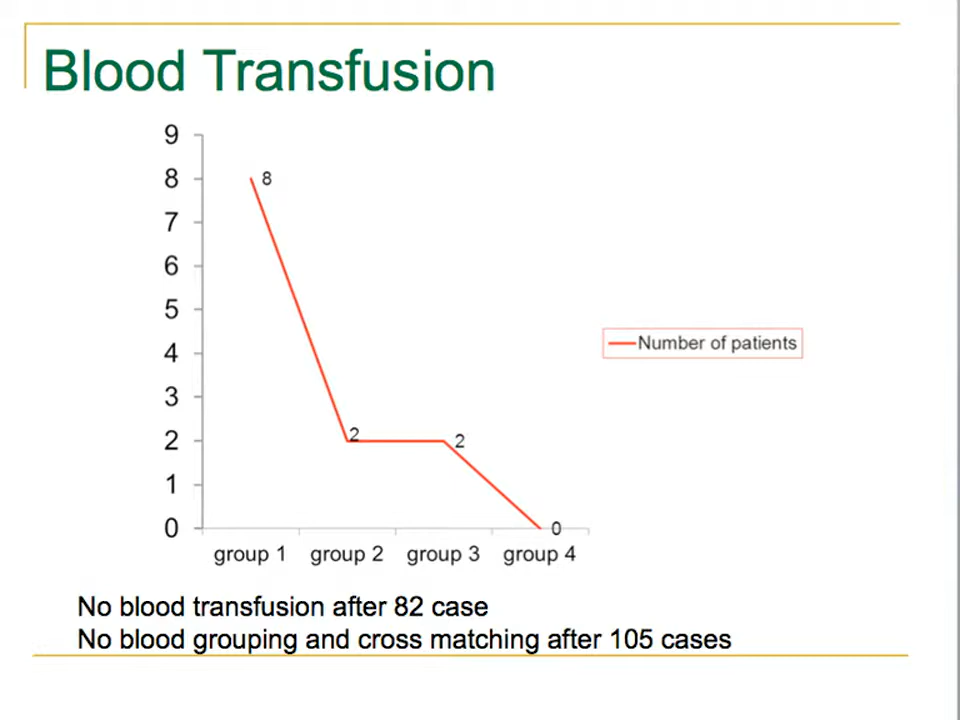 Blood Transfusion
9
8
8
7
6
5
Number of patients
4
3
2
2
2
1
0
0
group 1 group 2 group 3 group 4
No blood transfusion after 82 case
No blood grouping and cross matching after 105 cases